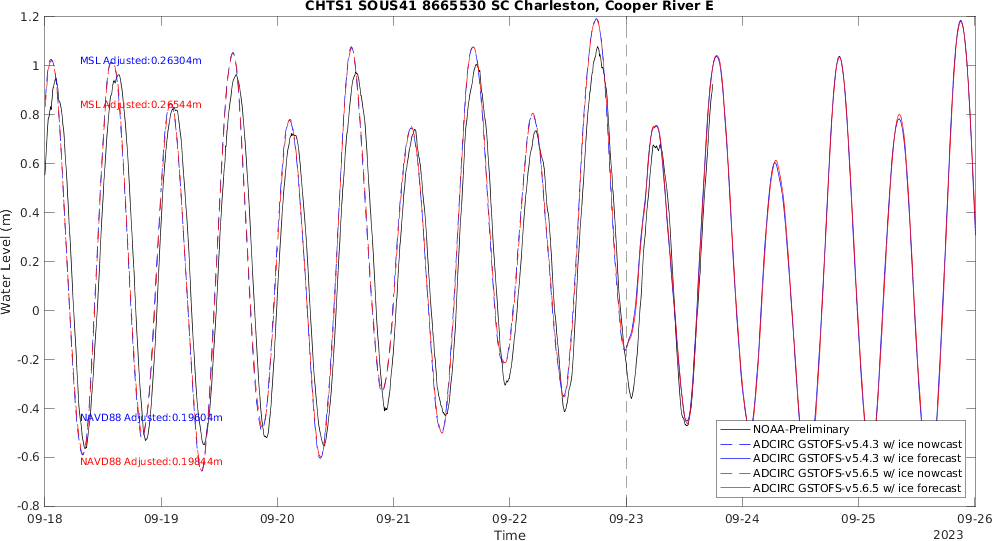 CHTS1 SOUS41 8665530 SC Charleston, Cooper River E
1.2
1
0.8
0.6
0.4
0.2
0
-0.2
-0.4
-0.6
-0.8
Water Level (m)
MSL Adjusted:0.26304m
MSL Adjusted:0.26544m
NAVD88 Adjusted:0.19604m
NAVD88 Adjusted:0.19844m
NOAA-Preliminary
ADCIRC GSTOFS-v5.4.3 w/ ice nowcast
ADCIRC GSTOFS-v5.4.3 w/ ice forecast
ADCIRC GSTOFS-v5.6.5 w/ ice nowcast
ADCIRC GSTOFS-v5.6.5 w/ ice forecast
09-18 09-19 09-20 09-21 09-22 09-23 09-24 09-25 09-26
Time
2023